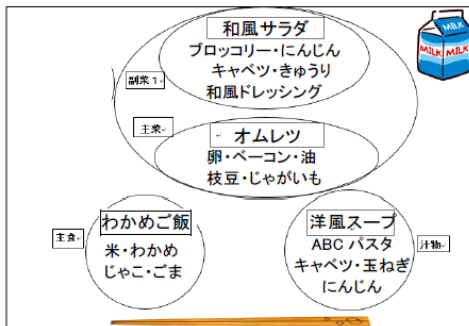 和風サラダ
ブロッコリー・にんじん
キャベツ・きゅうり
和風ドレッシング
副菜1
主菜
オムレツ
卵・ベーコン・油
枝豆・じゃがいも
主食
わかめご飯
米・わかめ
じゃこ・ごま
洋風スープ
ABC パスタ
キャベツ・玉ねぎ
にんじん
汁物
MILK
MILK MILK